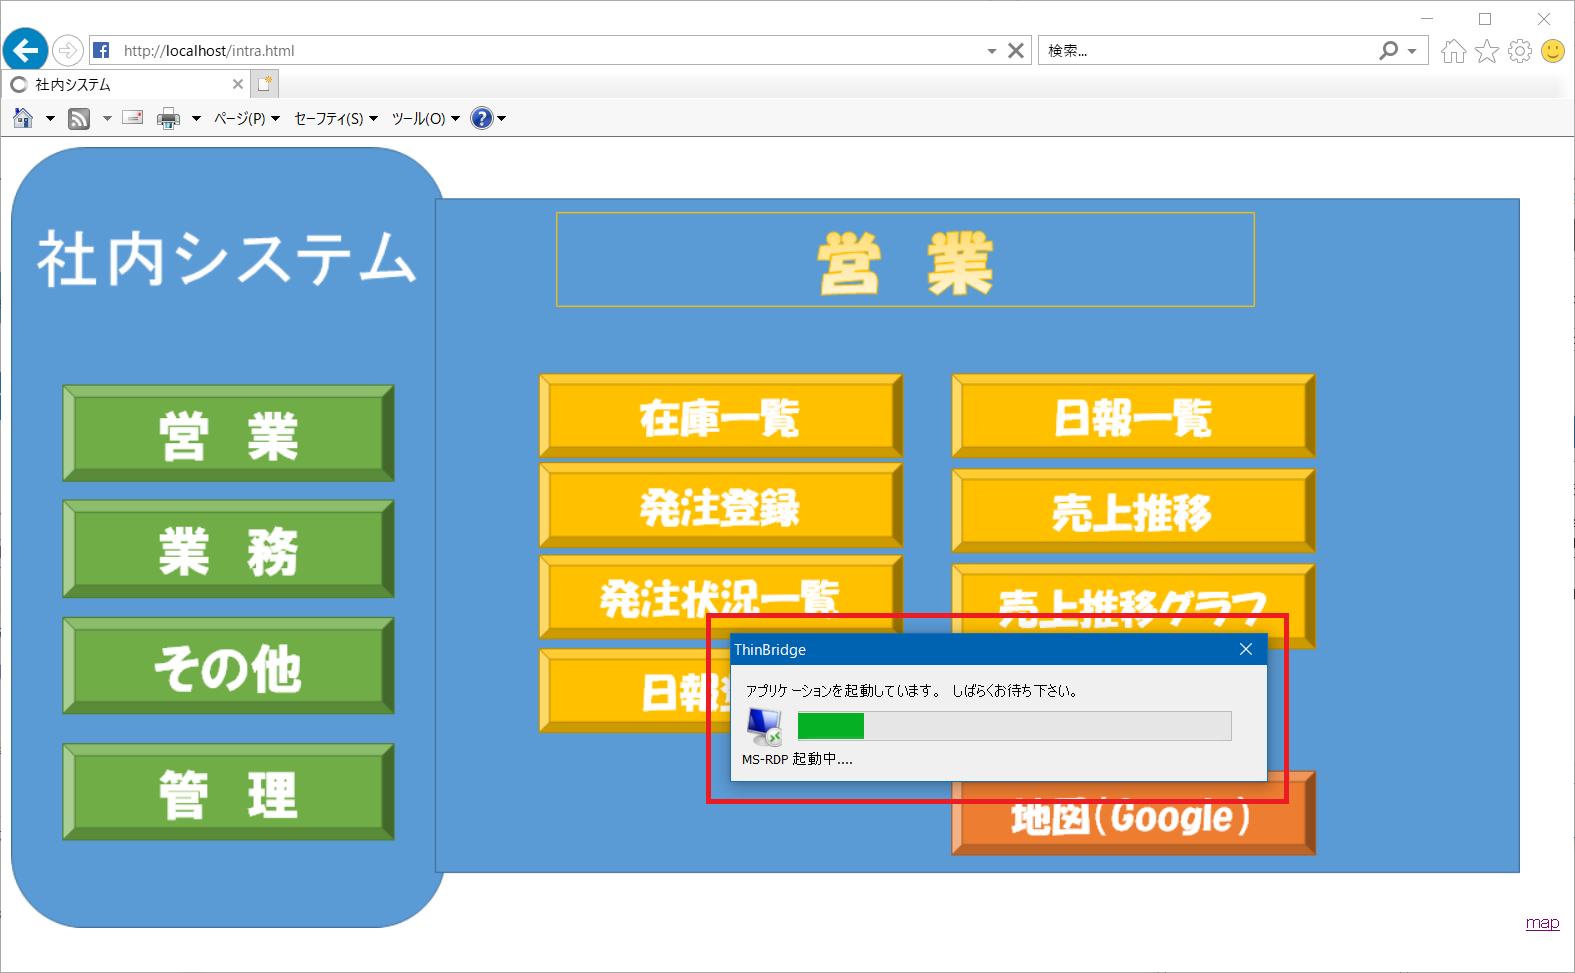 http://localhost/intra.html
検索...
社内システム
ページ(P)
セーフティ(S)
ツール(O)
社内システム
営 業
業 務
その他
管 理
営 業
在庫一覧
日報一覧
発注登録
売上推移
発注状況一覧
売上推移グラフ
日報
ThinBridge
アプリケーションを起動しています。 しばらくお待ち下さい。
MS-RDP 起動中....
地図(Google)
map